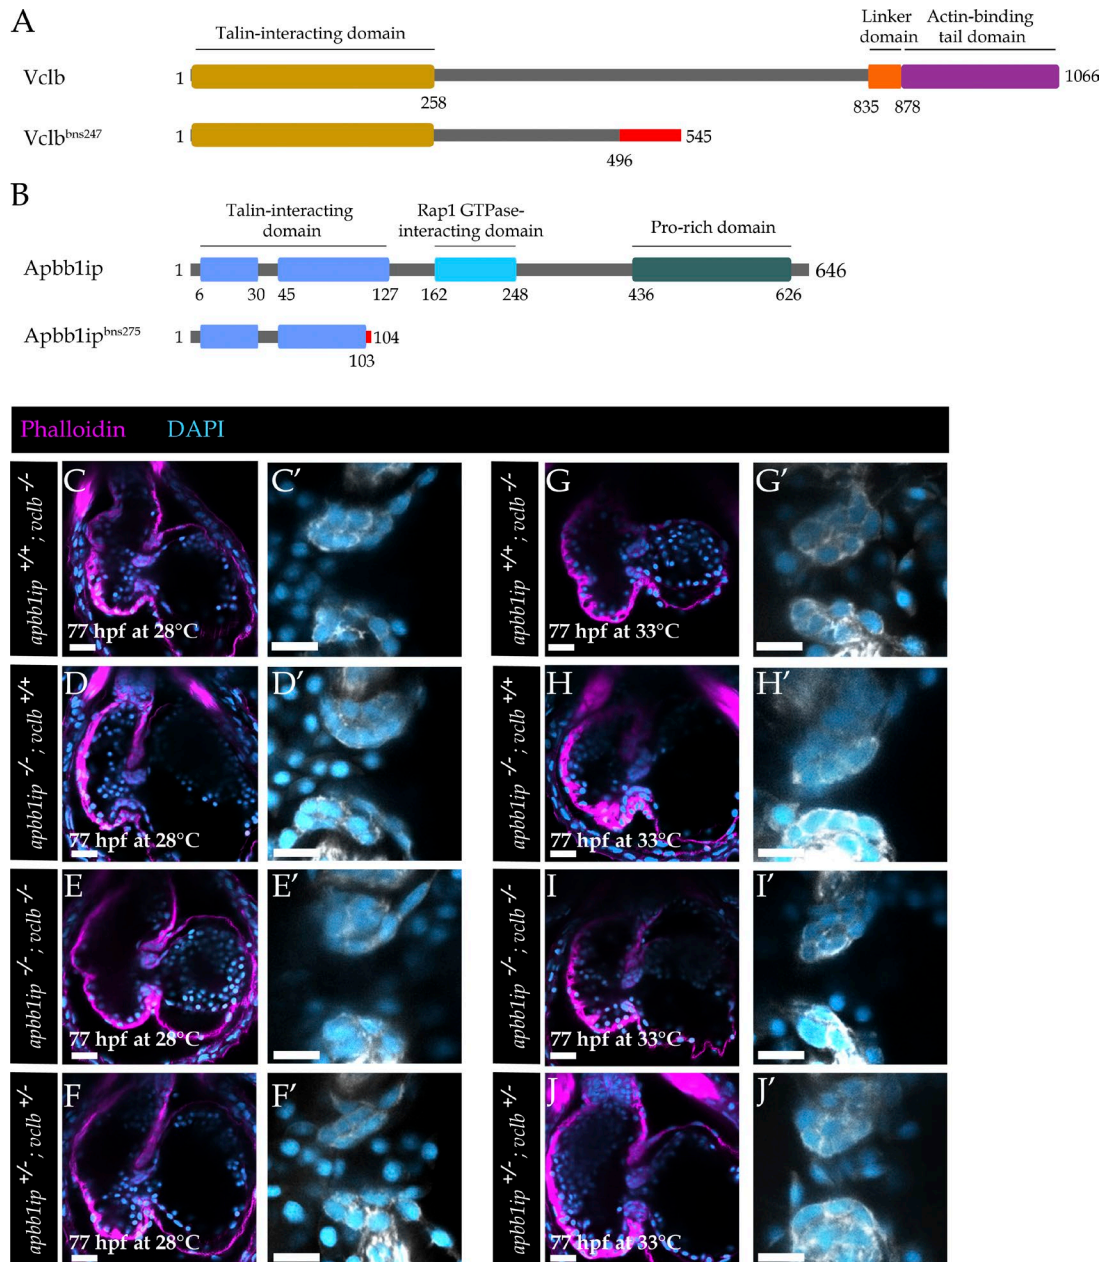 A
Talin-interacting domain
Linker domain
Actin-binding tail domain
Vclb
1
1066
258
835
878
Vclbbns247
1
545
496
B
Talin-interacting domain
Rap1 GTPase-interacting domain
Pro-rich domain
Apbb1ip
1
646
6
30
45
127
162
248
436
626
Apbb1ipbns275
1
104
103
Phalloidin DAPI
apbb1ip +/+; vclb -/-
C
77 hpf at 28°C
C′
apbb1ip +/+; vclb -/-
G
77 hpf at 33°C
G′
apbb1ip -/-; vclb +/+
D
77 hpf at 28°C
D′
apbb1ip -/-; vclb +/+
H
77 hpf at 33°C
H′
apbb1ip -/-; vclb -/-
E
77 hpf at 28°C
E′
apbb1ip -/-; vclb -/-
I
77 hpf at 33°C
I′
apbb1ip +/-; vclb +/-
F
77 hpf at 28°C
F′
apbb1ip +/-; vclb +/-
J
77 hpf at 33°C
J′